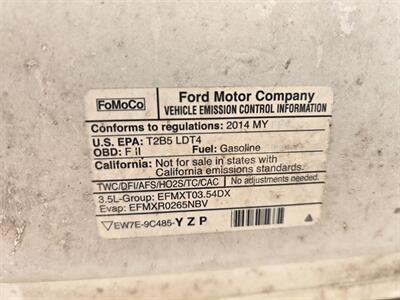 FoMoCo
Ford Motor Company
VEHICLE EMISSION CONTROL INFORMATION
Conforms to regulations: 2014 MY
U.S. EPA: T2B5 LDT4
OBD: F II Fuel: Gasoline
California: Not for sale in states with
California emissions standards.
TWC/DFI/AFS/HO2S/TC/CAC No adjustments needed.
3.5L-Group: EFMXT03.54DX
Evap: EFMXR0265NBV
EW7E-9C485-YZP